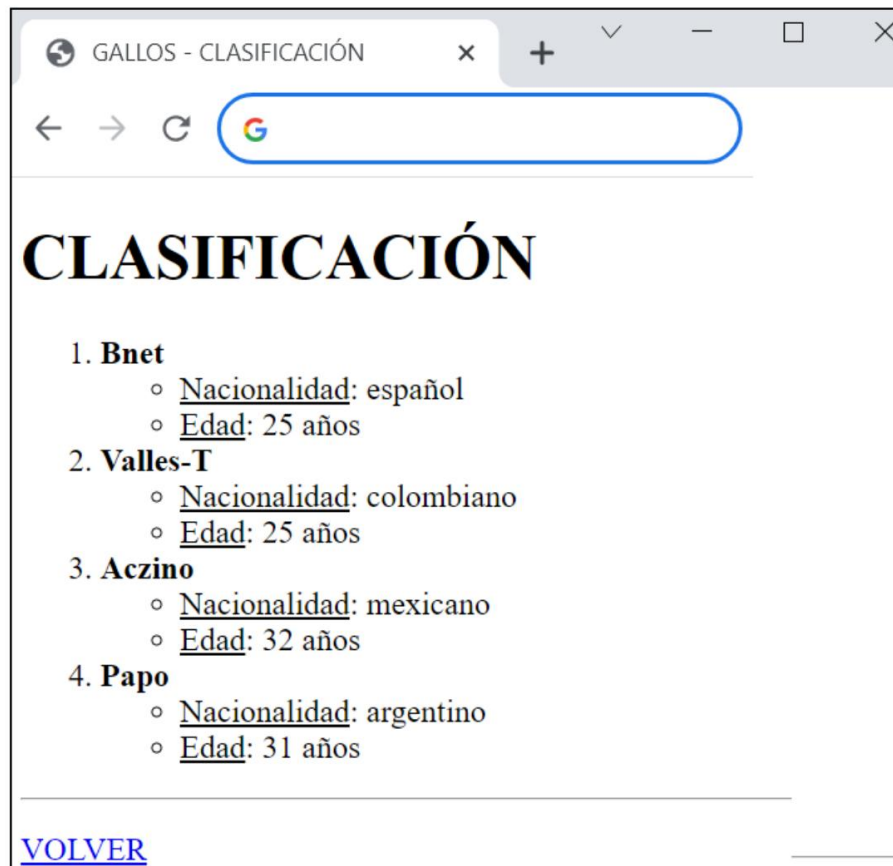 GALLOS - CLASIFICACIÓN
CLASIFICACIÓN
1. Bnet
Nacionalidad: español
Edad: 25 años
2. Valles-T
Nacionalidad: colombiano
Edad: 25 años
3. Aczino
Nacionalidad: mexicano
Edad: 32 años
4. Papo
Nacionalidad: argentino
Edad: 31 años
VOLVER